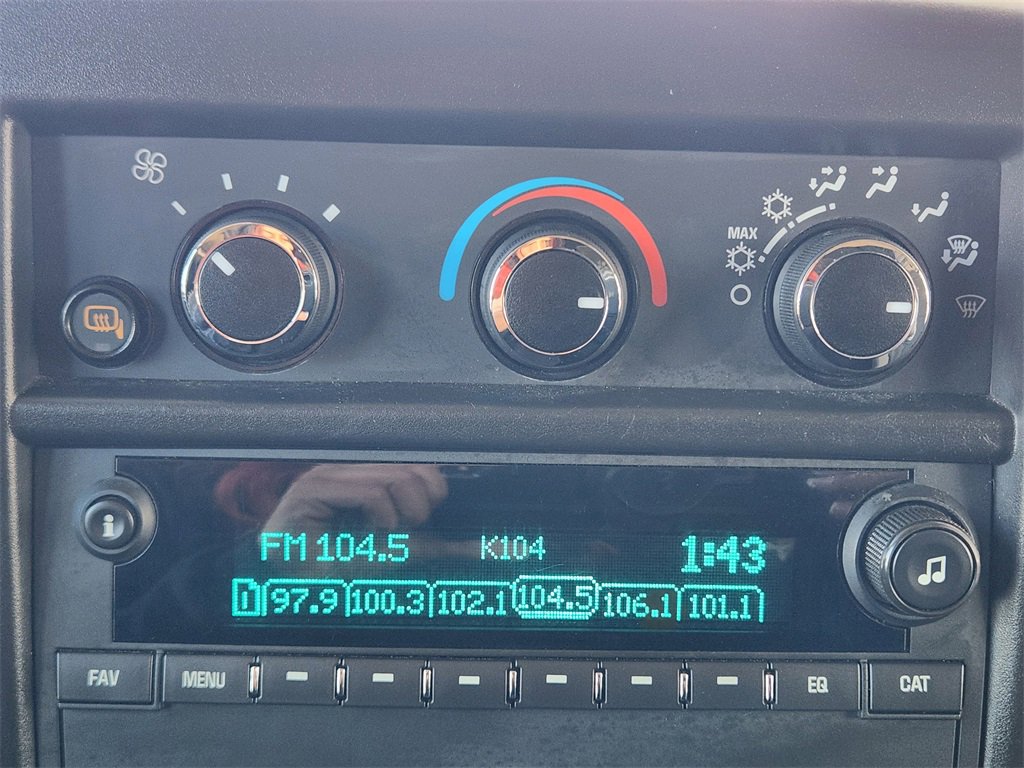 MAX
i
FM 104.5 K104 1:43
1 97.9 100.3 102.1 104.5 106.1 101.1
FAV MENU EQ CAT